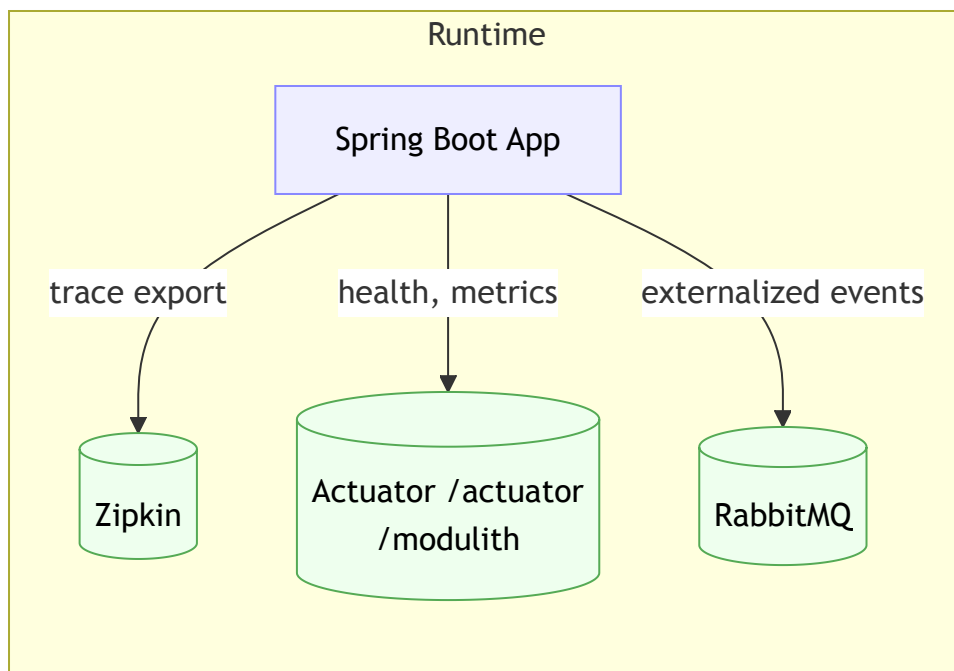 Runtime
Spring Boot App
trace export
health, metrics
externalized events
Zipkin
Actuator /actuator
/modulith
RabbitMQ